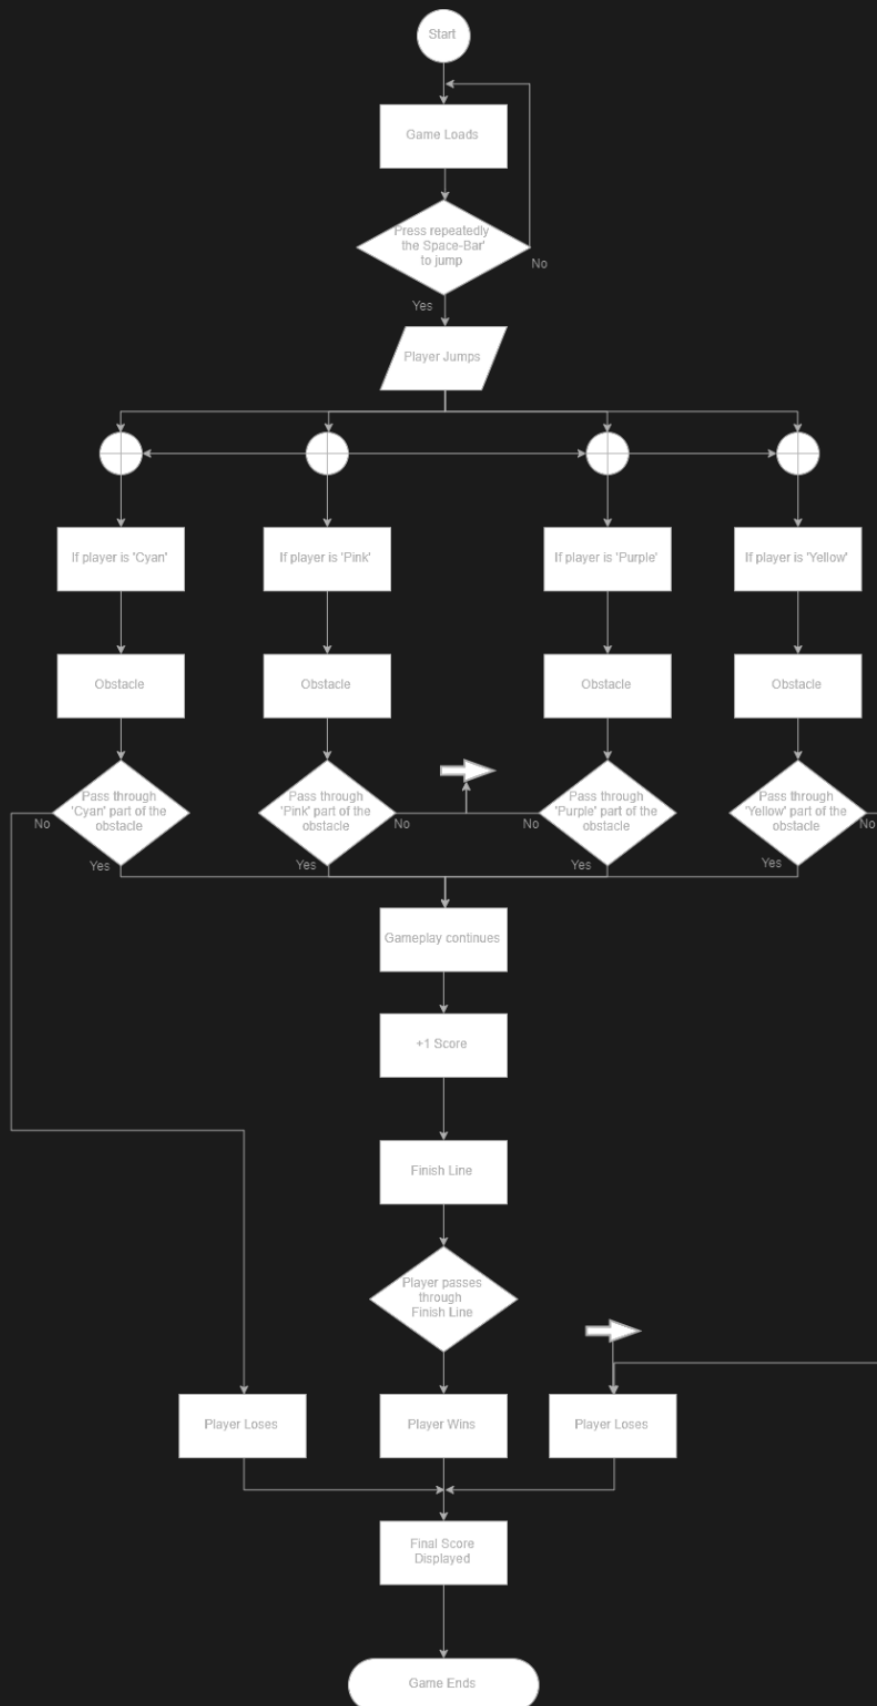 Start
Game Loads
Press repeatedly
the Space-Bar'
to jump
No
Yes
Player Jumps
If player is 'Cyan'
If player is 'Pink'
If player is 'Purple'
If player is 'Yellow'
Obstacle
Obstacle
Obstacle
Obstacle
Pass through
'Cyan' part of the
obstacle
Pass through
'Pink' part of the
obstacle
Pass through
'Purple' part of the
obstacle
Pass through
'Yellow' part of the
obstacle
No
No
No
No
Yes
Yes
Yes
Yes
Gameplay continues
+1 Score
Finish Line
Player passes
through
Finish Line
Player Loses
Player Wins
Player Loses
Final Score
Displayed
Game Ends